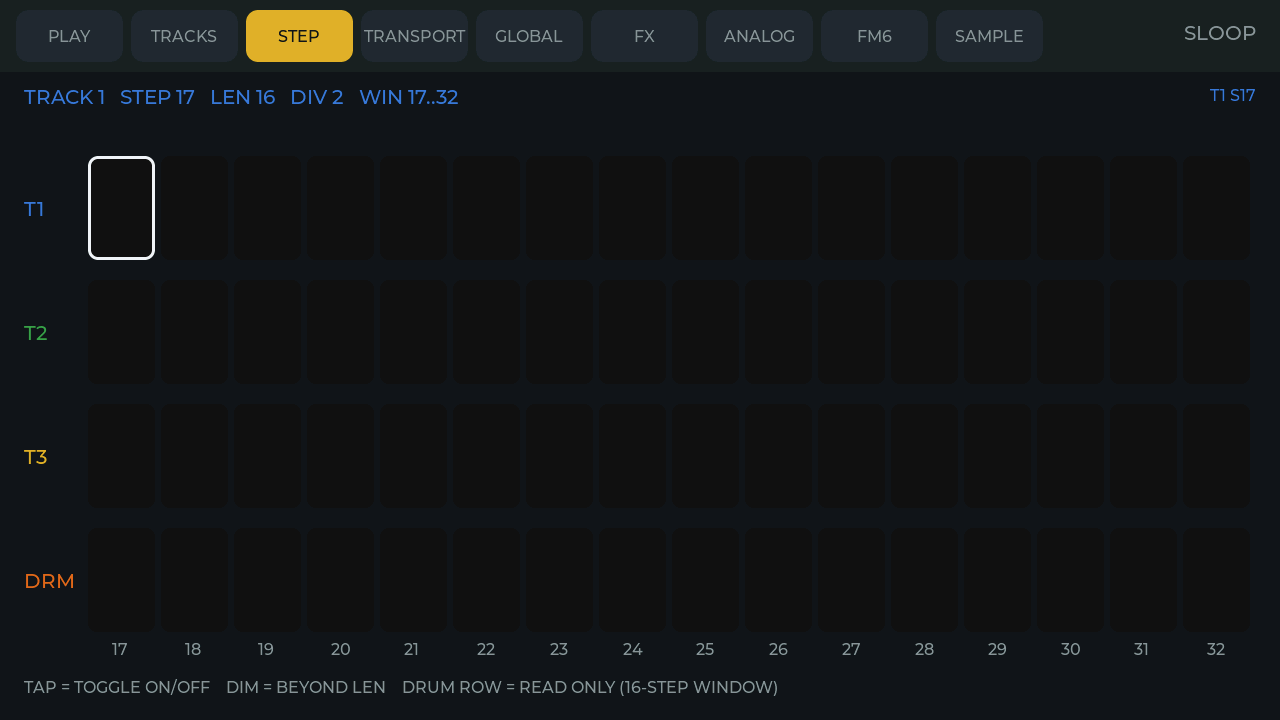 PLAY TRACKS STEP TRANSPORT GLOBAL FX ANALOG FM6 SAMPLE SLOOP
TRACK 1 STEP 17 LEN 16 DIV 2 WIN 17..32 T1 S17
T1
T2
T3
DRM
17 18 19 20 21 22 23 24 25 26 27 28 29 30 31 32
TAP = TOGGLE ON/OFF DIM = BEYOND LEN DRUM ROW = READ ONLY (16-STEP WINDOW)